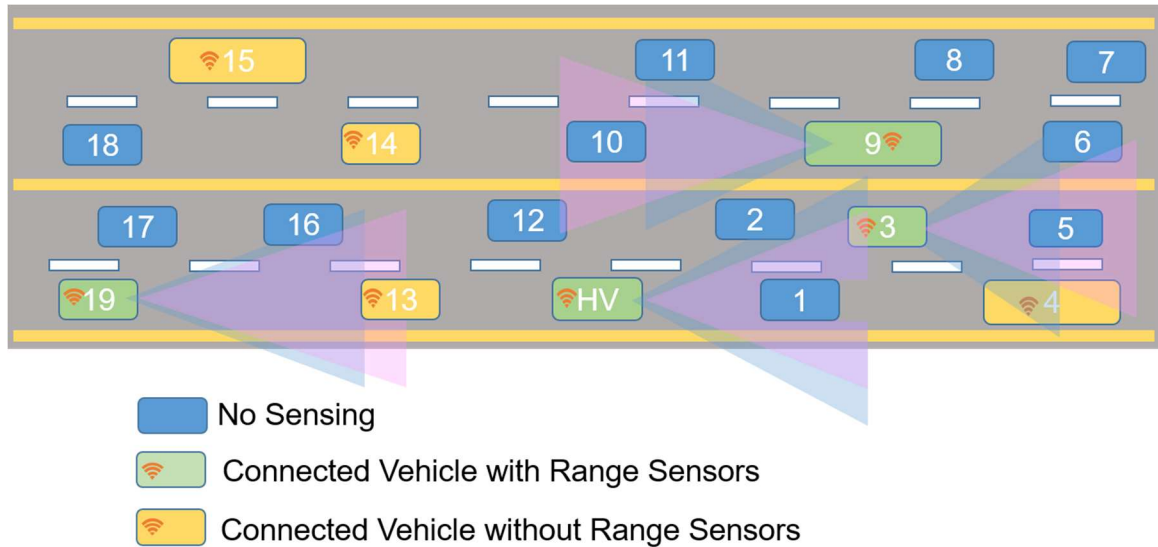 15 11 8 7
18 14 10 9 6
17 16 12 2 3 5
19 13 HV 1 4
No Sensing
Connected Vehicle with Range Sensors
Connected Vehicle without Range Sensors